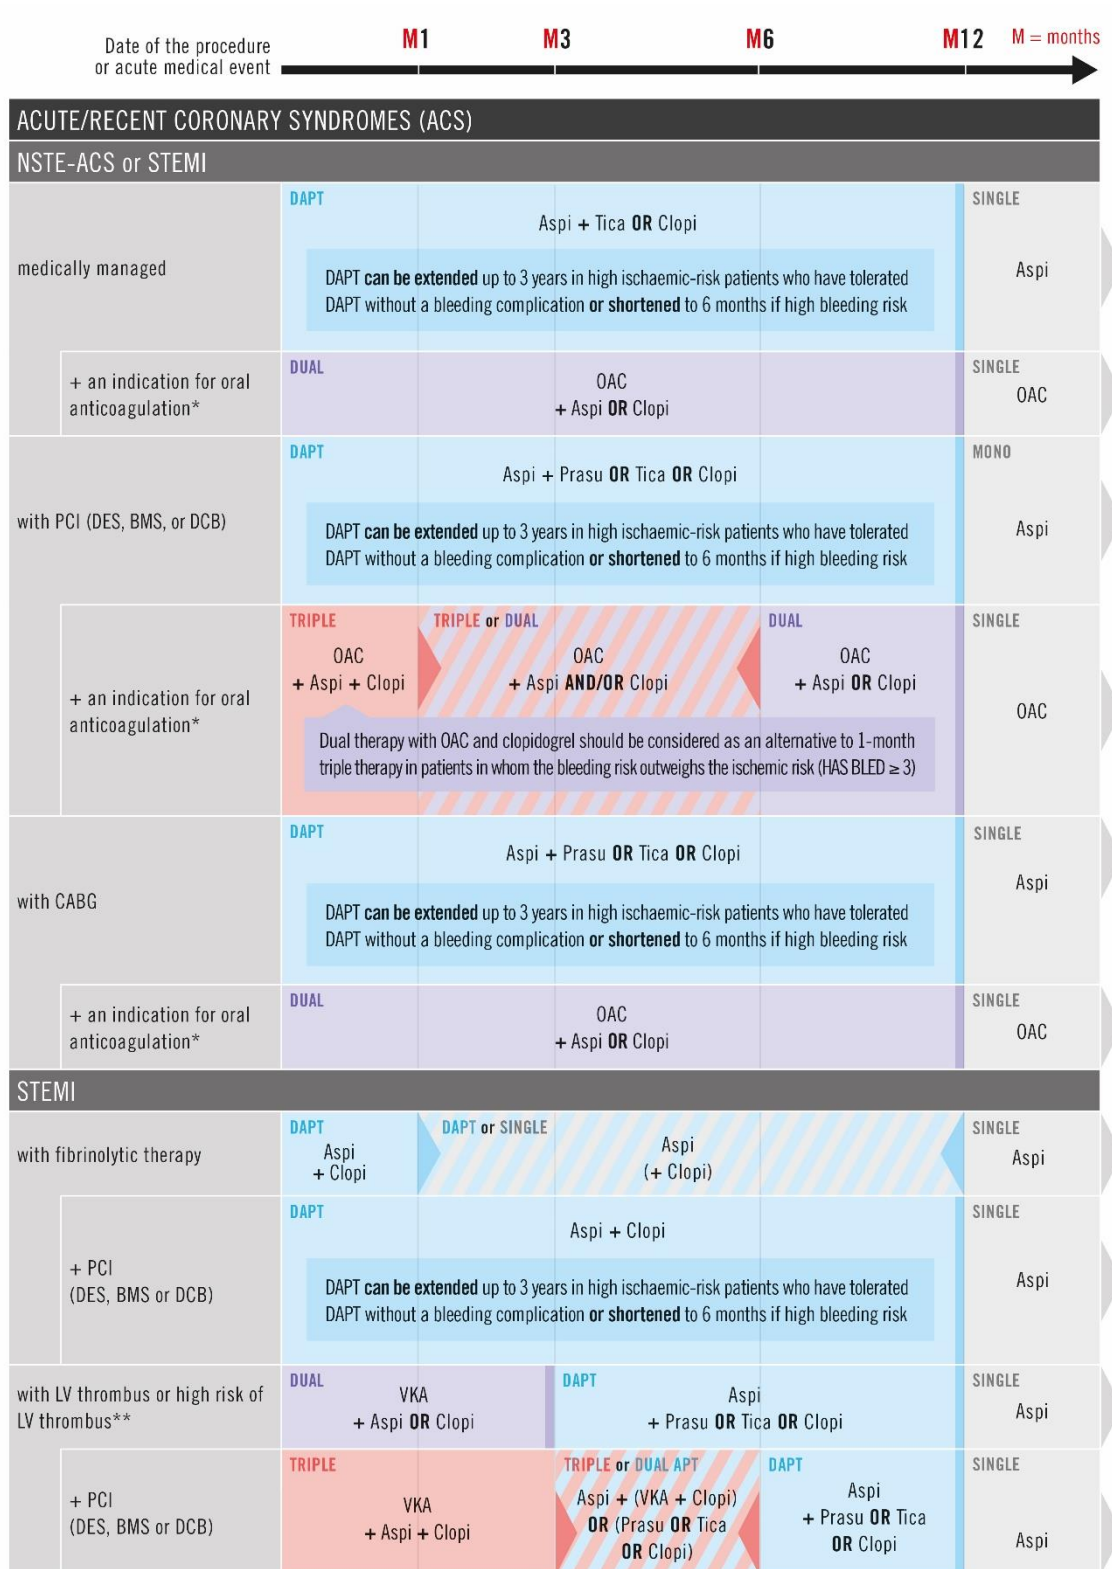 Date of the procedure
or acute medical event
M1 M3 M6 M12 M = months
ACUTE/RECENT CORONARY SYNDROMES (ACS)
NSTE-ACS or STEMI
medically managed
DAPT
Aspi + Tica OR Clopi
DAPT can be extended up to 3 years in high ischaemic-risk patients who have tolerated
DAPT without a bleeding complication or shortened to 6 months if high bleeding risk
SINGLE
Aspi
+ an indication for oral
anticoagulation*
DUAL
OAC
+ Aspi OR Clopi
SINGLE
OAC
with PCI (DES, BMS, or DCB)
DAPT
Aspi + Prasu OR Tica OR Clopi
DAPT can be extended up to 3 years in high ischaemic-risk patients who have tolerated
DAPT without a bleeding complication or shortened to 6 months if high bleeding risk
MONO
Aspi
+ an indication for oral
anticoagulation*
TRIPLE
OAC
+ Aspi + Clopi
TRIPLE or DUAL
OAC
+ Aspi AND/OR Clopi
DUAL
OAC
+ Aspi OR Clopi
Dual therapy with OAC and clopidogrel should be considered as an alternative to 1-month
triple therapy in patients in whom the bleeding risk outweighs the ischemic risk (HAS BLED ≥ 3)
SINGLE
OAC
with CABG
DAPT
Aspi + Prasu OR Tica OR Clopi
DAPT can be extended up to 3 years in high ischaemic-risk patients who have tolerated
DAPT without a bleeding complication or shortened to 6 months if high bleeding risk
SINGLE
Aspi
+ an indication for oral
anticoagulation*
DUAL
OAC
+ Aspi OR Clopi
SINGLE
OAC
STEMI
with fibrinolytic therapy
DAPT
Aspi
+ Clopi
DAPT or SINGLE
Aspi
(+ Clopi)
SINGLE
Aspi
+ PCI
(DES, BMS or DCB)
DAPT
Aspi + Clopi
DAPT can be extended up to 3 years in high ischaemic-risk patients who have tolerated
DAPT without a bleeding complication or shortened to 6 months if high bleeding risk
SINGLE
Aspi
with LV thrombus or high risk of
LV thrombus**
DUAL
VKA
+ Aspi OR Clopi
DAPT
Aspi
+ Prasu OR Tica OR Clopi
SINGLE
Aspi
+ PCI
(DES, BMS or DCB)
TRIPLE
VKA
+ Aspi + Clopi
TRIPLE or DUAL APT
Aspi + (VKA + Clopi)
OR (Prasu OR Tica
OR Clopi)
DAPT
Aspi
+ Prasu OR Tica
OR Clopi
SINGLE
Aspi